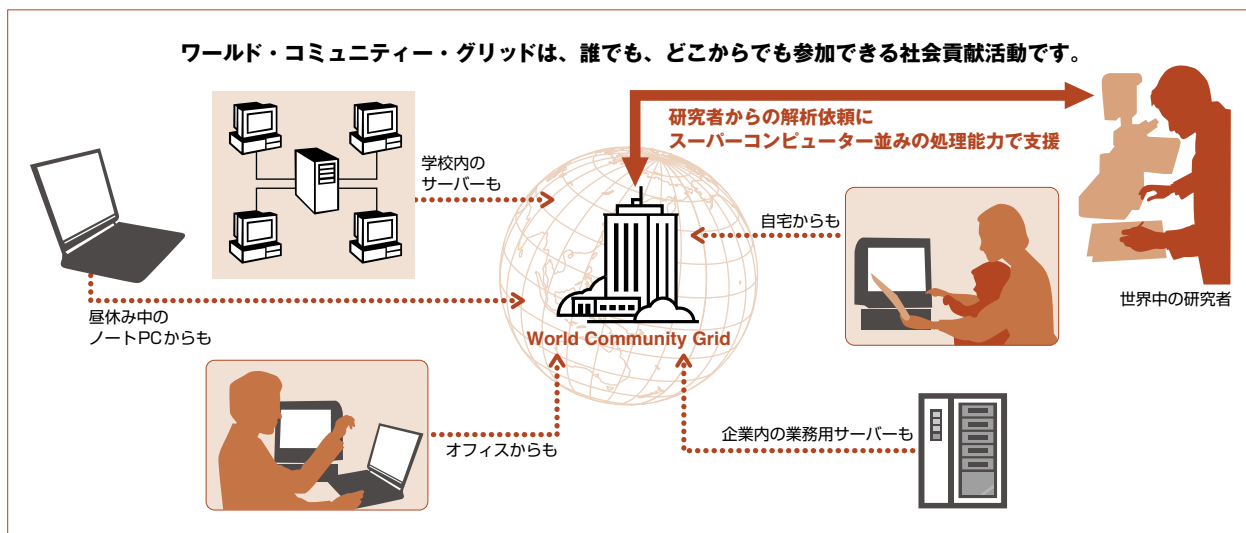 ワールド・コミュニティー・グリッドは、誰でも、どこからでも参加できる社会貢献活動です。
研究者からの解析依頼に
スーパーコンピューター並みの処理能力で支援
学校内の
サーバーも
自宅からも
世界中の研究者
昼休み中の
ノートPCからも
World Community Grid
オフィスからも
企業内の業務用サーバーも